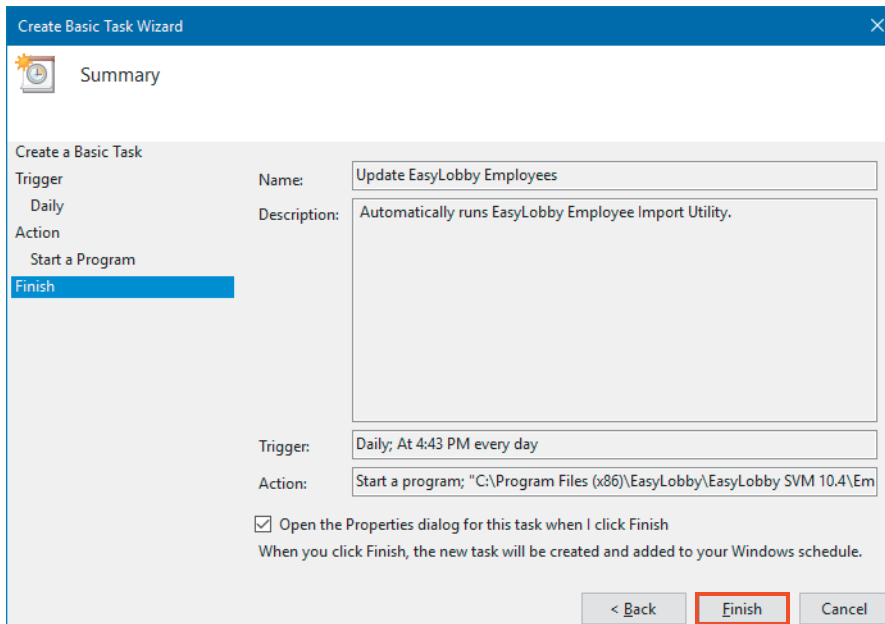 Create Basic Task Wizard
Summary
Create a Basic Task
Trigger
Daily
Action
Start a Program
Finish
Name:
Update EasyLobby Employees
Description:
Automatically runs EasyLobby Employee Import Utility.
Trigger:
Daily; At 4:43 PM every day
Action:
Start a program; "C:\Program Files (x86)\EasyLobby\EasyLobby SVM 10.4\Em
Open the Properties dialog for this task when I click Finish
When you click Finish, the new task will be created and added to your Windows schedule.
< Back
Finish
Cancel